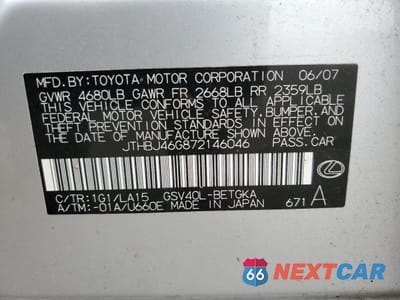 MFD.BY:TOYOTA MOTOR CORPORATION 06/07
GVWR 4680LB GAWR FR 2668LB RR 2359LB
THIS VEHICLE CONFORMS TO ALL APPLICABLE
FEDERAL MOTOR VEHICLE SAFETY, BUMPER, AND
THEFT PREVENTION STANDARDS IN EFFECT ON THE
DATE OF MANUFACTURE SHOWN ABOVE.
JTHBJ46G872146046 PASS.CAR
C/TR:1G1/LA15 GSV40L-BETGKA A
A/TM:-01A/U660E MADE IN JAPAN 671
66 NEXTCAR